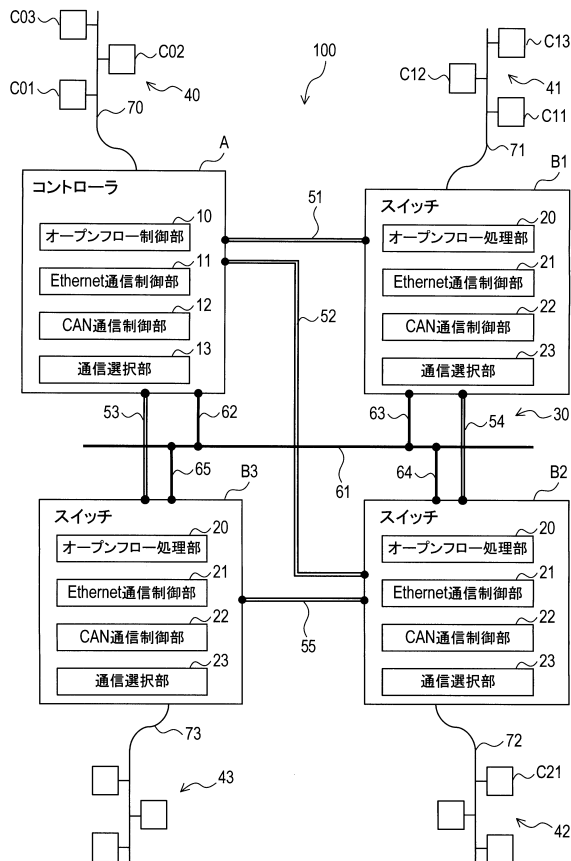 C03
C02
C01
40
70
100
C13
C12
41
C11
71
A
コントローラ
10
オープンフロー制御部
11
Ethernet通信制御部
12
CAN通信制御部
13
通信選択部
51
52
B1
スイッチ
20
オープンフロー処理部
21
Ethernet通信制御部
22
CAN通信制御部
23
通信選択部
53
62
63
54
30
65
61
64
B3
スイッチ
20
オープンフロー処理部
21
Ethernet通信制御部
22
CAN通信制御部
23
通信選択部
55
B2
スイッチ
20
オープンフロー処理部
21
Ethernet通信制御部
22
CAN通信制御部
23
通信選択部
73
43
72
C21
42